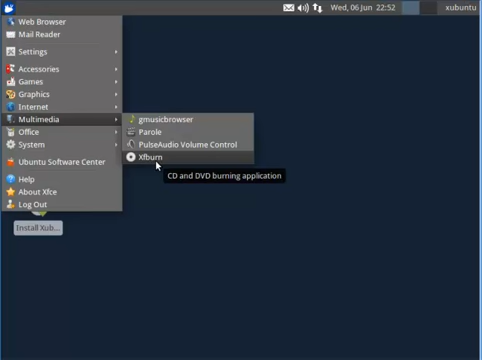 Wed, 06 Jun 22:52 xubuntu
Web Browser
Mail Reader
Settings
Accessories
Games
Graphics
Internet
Multimedia
Office
System
Ubuntu Software Center
Help
About Xfce
Log Out
gmusicbrowser
Parole
PulseAudio Volume Control
Xfburn
CD and DVD burning application
Install Xub...